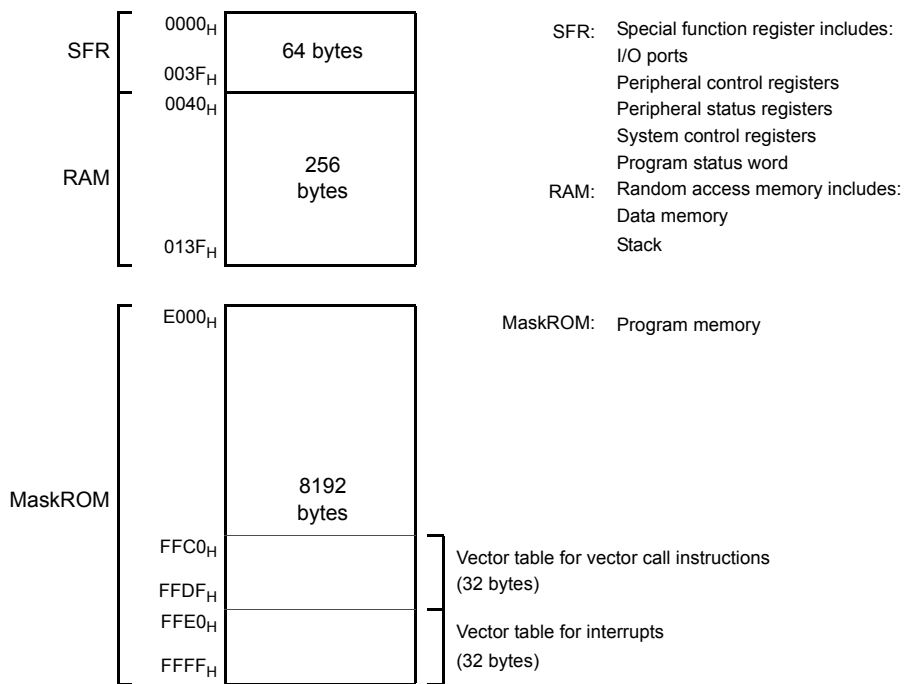 0000H
SFR
64 bytes
003FH
0040H
RAM
256
bytes
013FH
SFR:
Special function register includes:
I/O ports
Peripheral control registers
Peripheral status registers
System control registers
Program status word
RAM:
Random access memory includes:
Data memory
Stack
E000H
MaskROM:
Program memory
MaskROM
8192
bytes
FFC0H
FFDFH
Vector table for vector call instructions
(32 bytes)
FFE0H
FFFFH
Vector table for interrupts
(32 bytes)